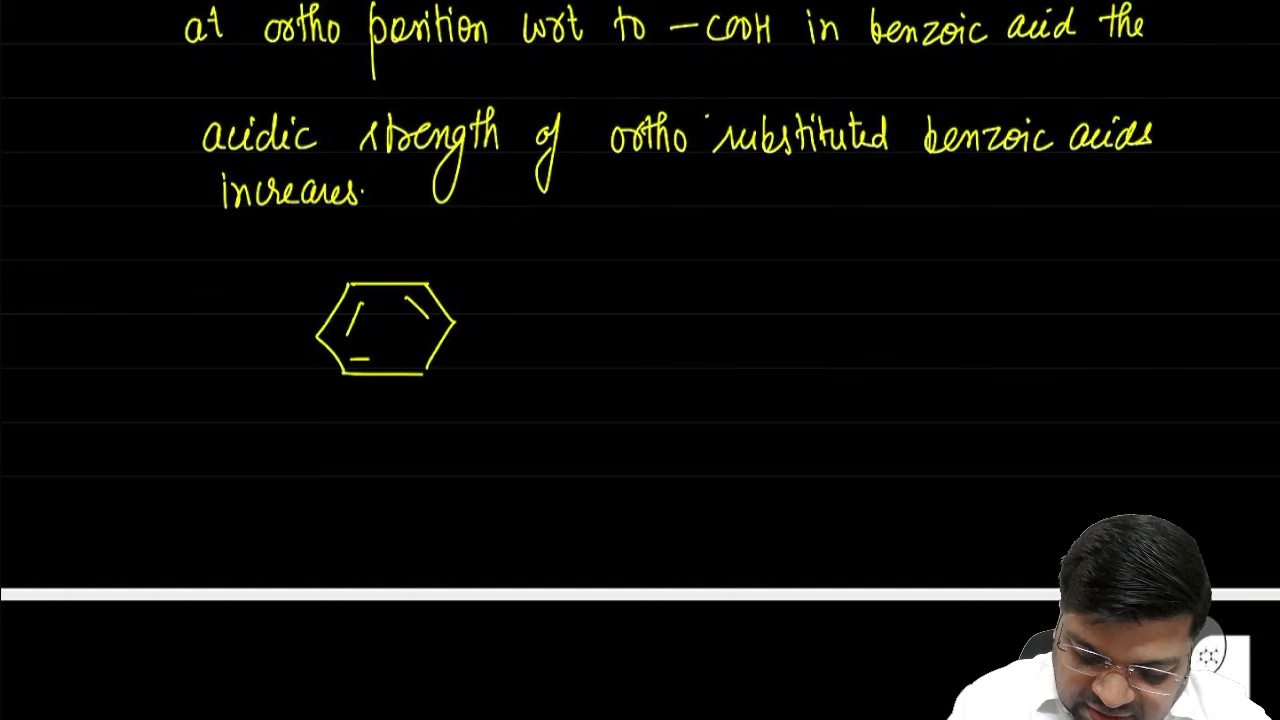 at ortho position wrt to -COOH in benzoic acid the
acidic strength of ortho substituted benzoic acids
increases.